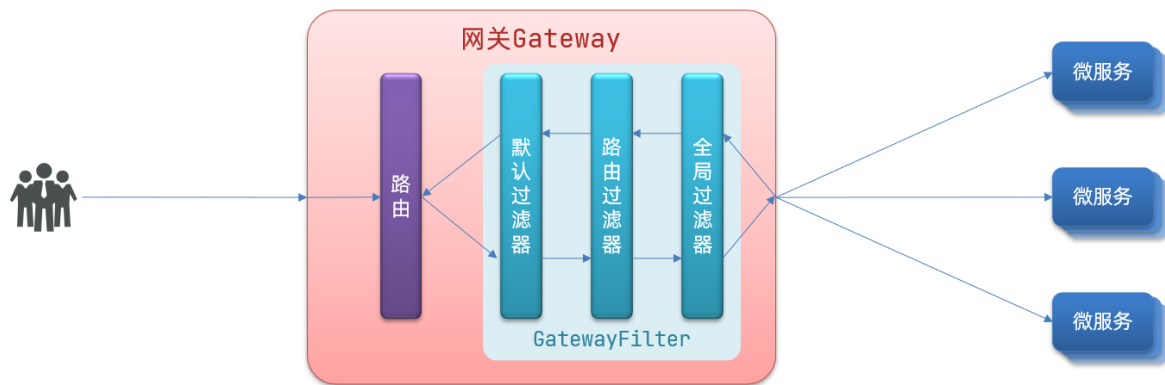 网关Gateway
路由
默认过滤器
路由过滤器
全局过滤器
GatewayFilter
微服务
微服务
微服务